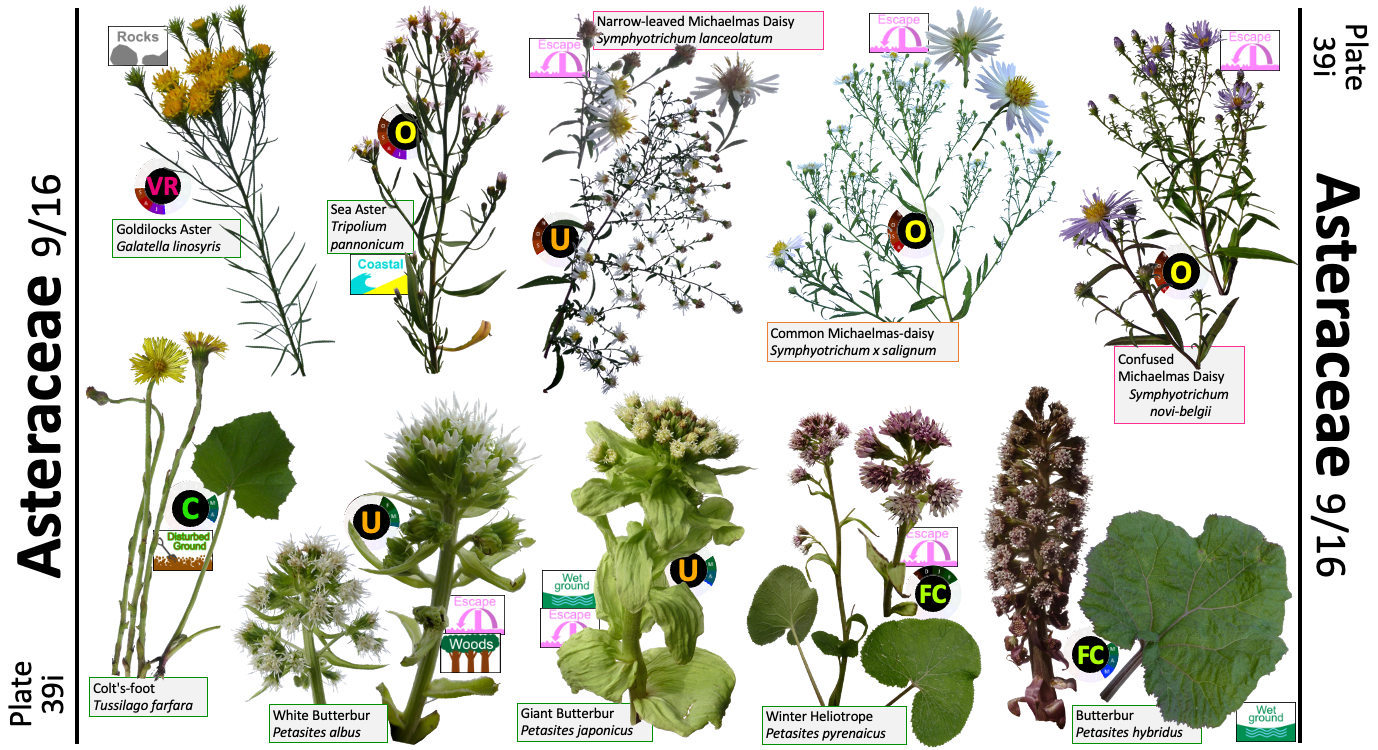 Asteraceae 9/16
Plate
39i
Rocks
VR
Goldilocks Aster
Galatella linosyris
O
Sea Aster
Tripolium
pannonicum
Coastal
Narrow-leaved Michaelmas Daisy
Symphyotrichum lanceolatum
Escape
U
Escape
O
Common Michaelmas-daisy
Symphyotrichum x salignum
Escape
O
Confused
Michaelmas Daisy
Symphyotrichum
novi-belgii
C
Disturbed
Ground
Colt's-foot
Tussilago farfara
U
Escape
Woods
White Butterbur
Petasites albus
Wet
ground
Escape
U
Giant Butterbur
Petasites japonicus
Escape
FC
Winter Heliotrope
Petasites pyrenaicus
FC
Butterbur
Petasites hybridus
Wet
ground
Plate
39i
Asteraceae 9/16